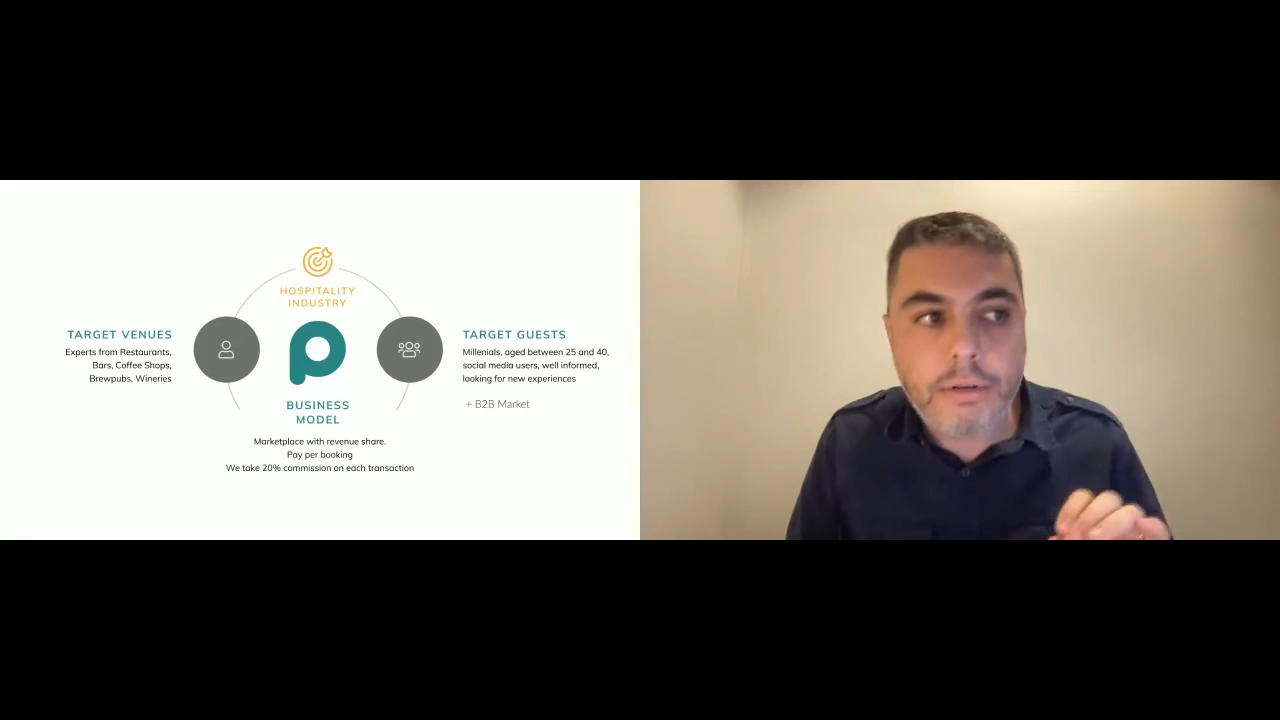 HOSPITALITY
INDUSTRY
TARGET VENUES
Experts from Restaurants,
Bars, Coffee Shops,
Brewpubs, Wineries
TARGET GUESTS
Millenials, aged between 25 and 40,
social media users, well informed,
looking for new experiences
+ B2B Market
BUSINESS
MODEL
Marketplace with revenue share.
Pay per booking
We take 20% commission on each transaction